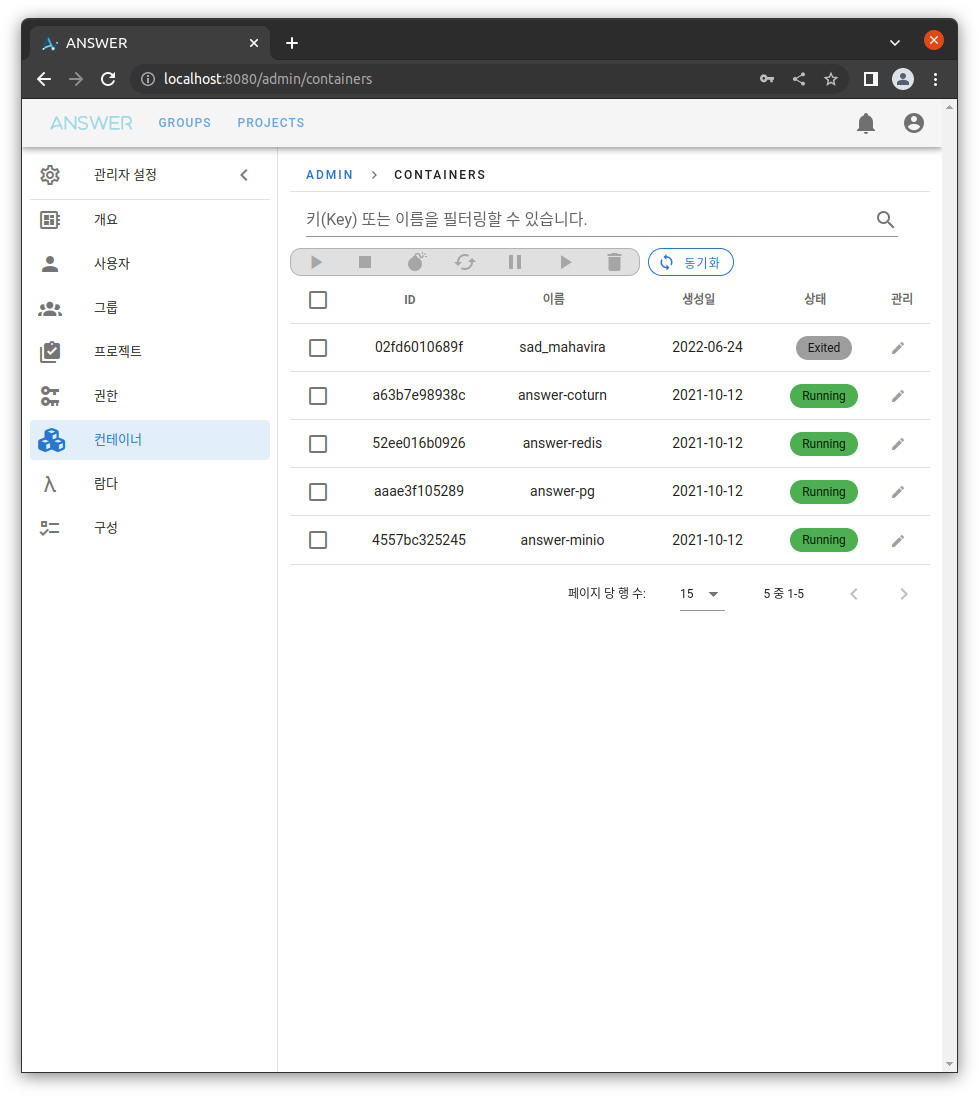 ANSWER
localhost:8080/admin/containers
ANSWER GROUPS PROJECTS
관리자 설정
개요
사용자
그룹
프로젝트
권한
컨테이너
람다
구성
ADMIN > CONTAINERS
키(Key) 또는 이름을 필터링할 수 있습니다.
동기화
ID 이름 생성일 상태 관리
02fd6010689f sad_mahavira 2022-06-24 Exited
a63b7e98938c answer-coturn 2021-10-12 Running
52ee016b0926 answer-redis 2021-10-12 Running
aaae3f105289 answer-pg 2021-10-12 Running
4557bc325245 answer-minio 2021-10-12 Running
페이지 당 행 수: 15 5 중 1-5